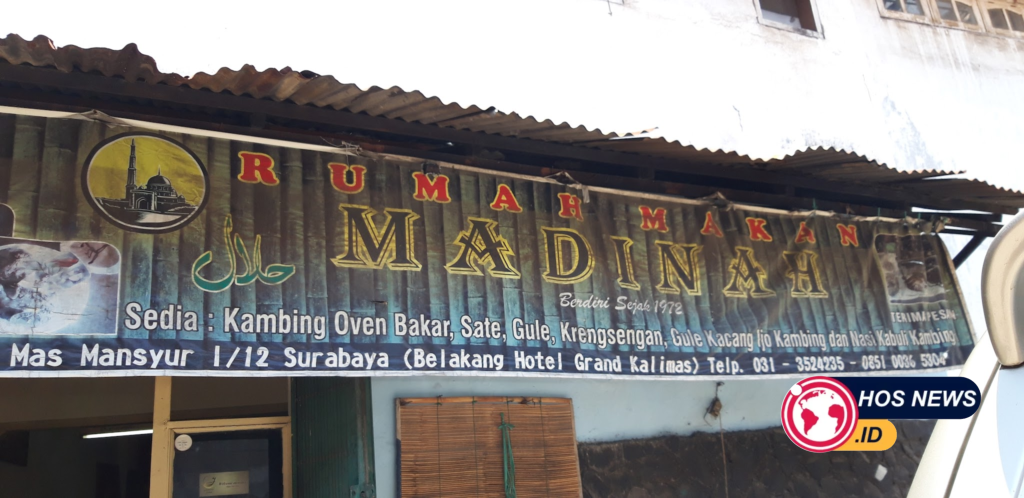 RUMAH MAKAN
MADINAH
حلال
Berdiri Sejak 1972
TERIMA PESAN
Sedia : Kambing Oven Bakar, Sate, Gule, Krengsengan, Gule Kacang Ijo Kambing dan Nasi Kabuli Kambing
Mas Mansyur 1/12 Surabaya (Belakang Hotel Grand Kalimas) Telp. 031 - 3524235 - 0851 0036 5304
HOS NEWS
.ID